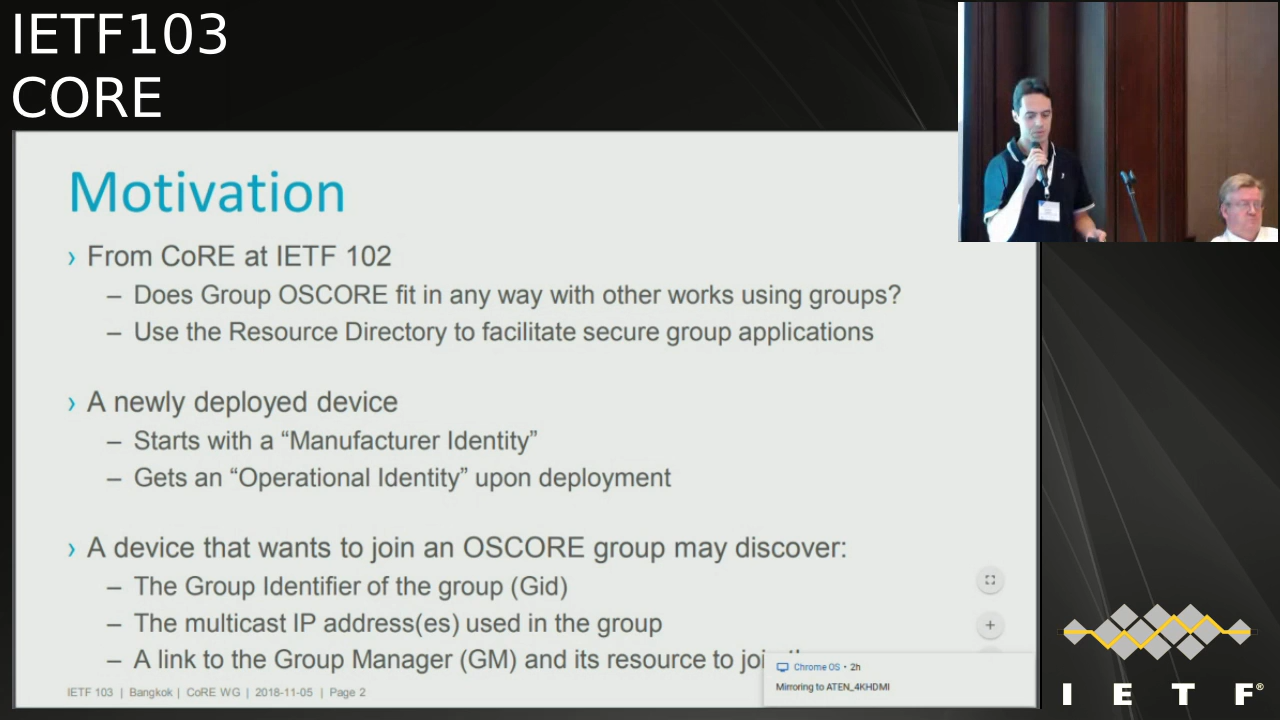 IETF103
CORE
Motivation
› From CoRE at IETF 102
– Does Group OSCORE fit in any way with other works using groups?
– Use the Resource Directory to facilitate secure group applications
› A newly deployed device
– Starts with a “Manufacturer Identity”
– Gets an “Operational Identity” upon deployment
› A device that wants to join an OSCORE group may discover:
– The Group Identifier of the group (Gid)
– The multicast IP address(es) used in the group
– A link to the Group Manager (GM) and its resource to
IETF 103 | Bangkok | CoRE WG | 2018-11-05 | Page 2
Chrome OS • 2h
Mirroring to ATEN_4KHDMI
I E T F®